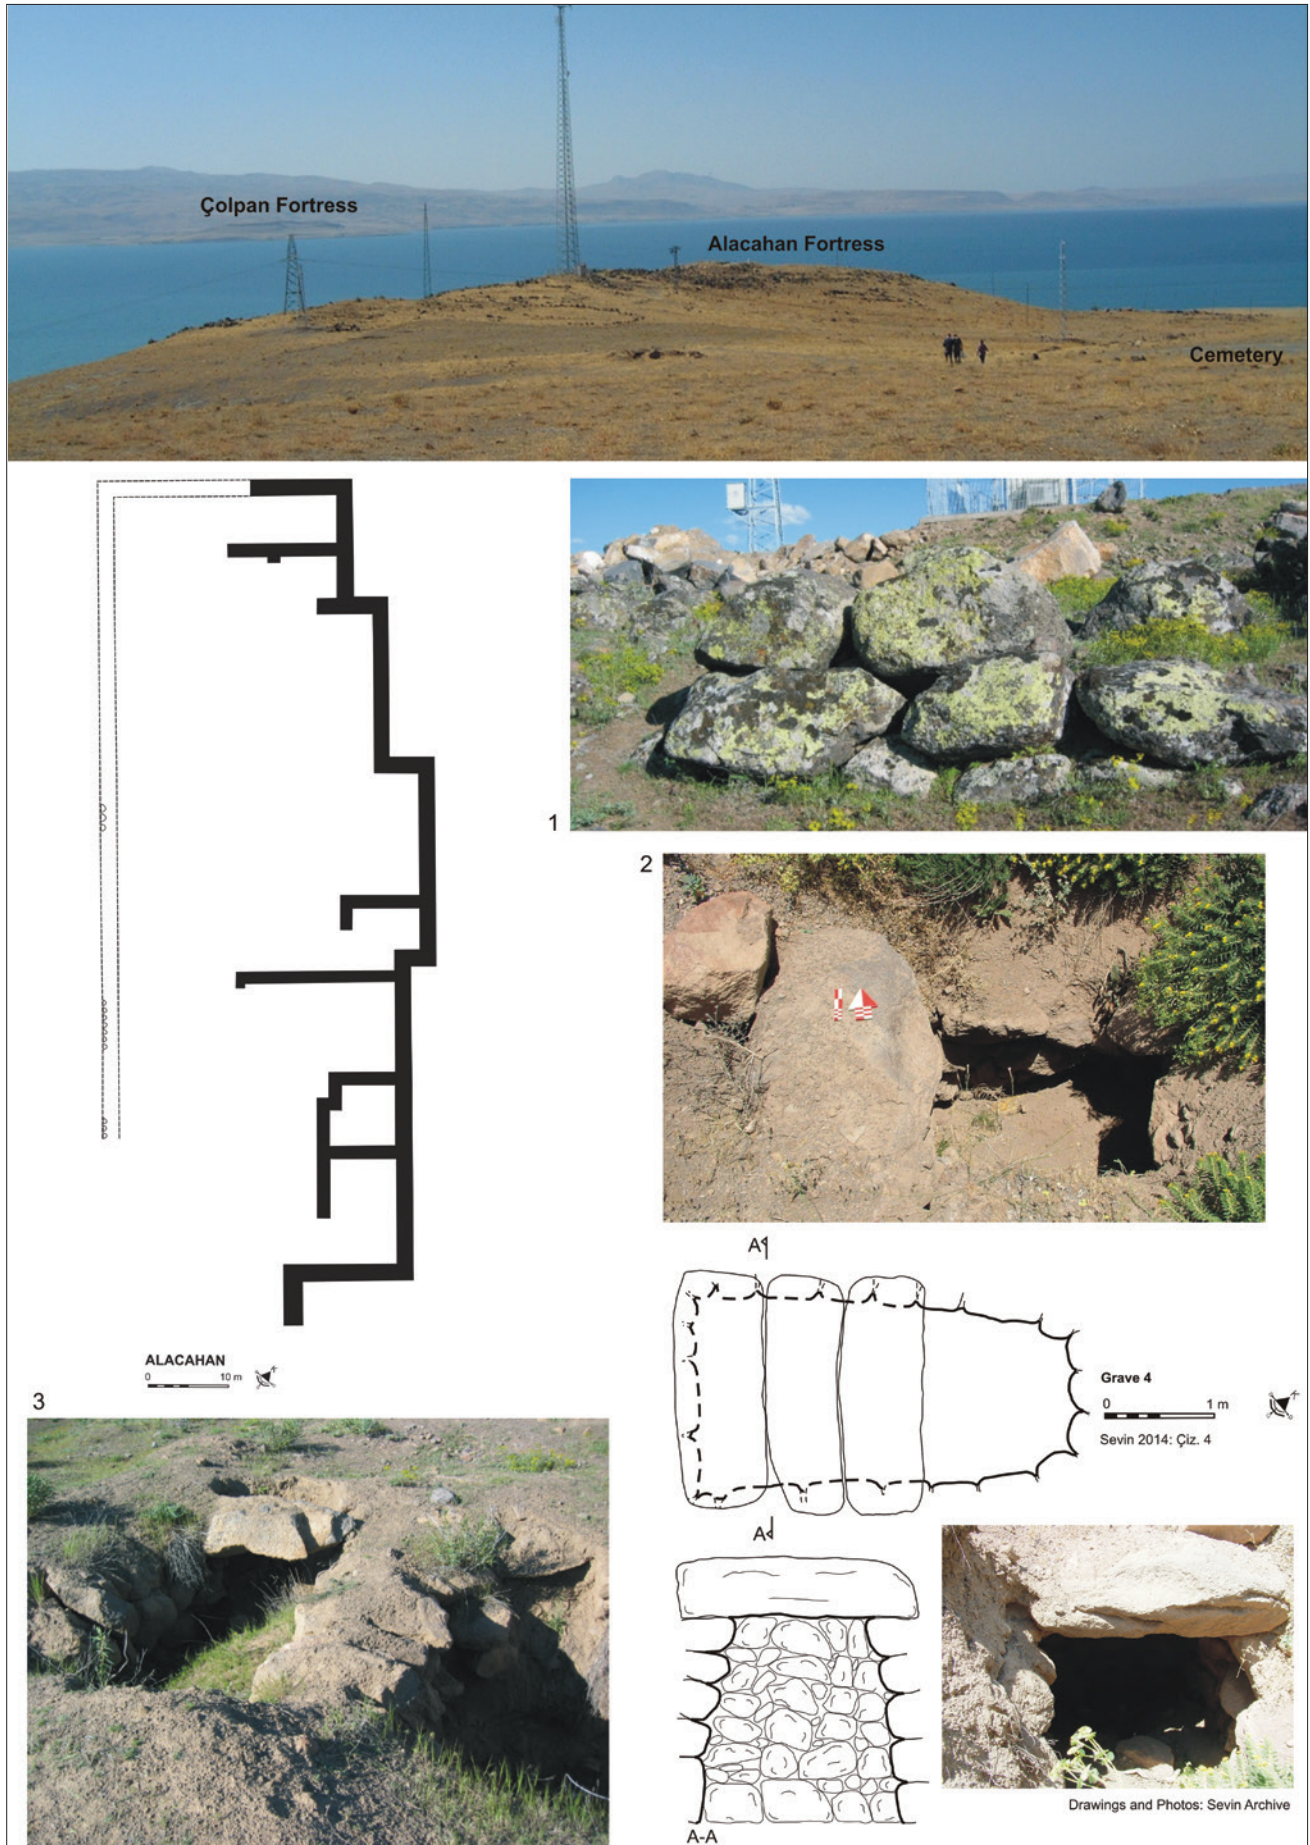 Çolpan Fortress
Alacahan Fortress
Cemetery
1
2
A
ALACAHAN
0 10 m
N
3
Grave 4
0 1 m
N
Sevin 2014: Çiz. 4
A
A-A
Drawings and Photos: Sevin Archive